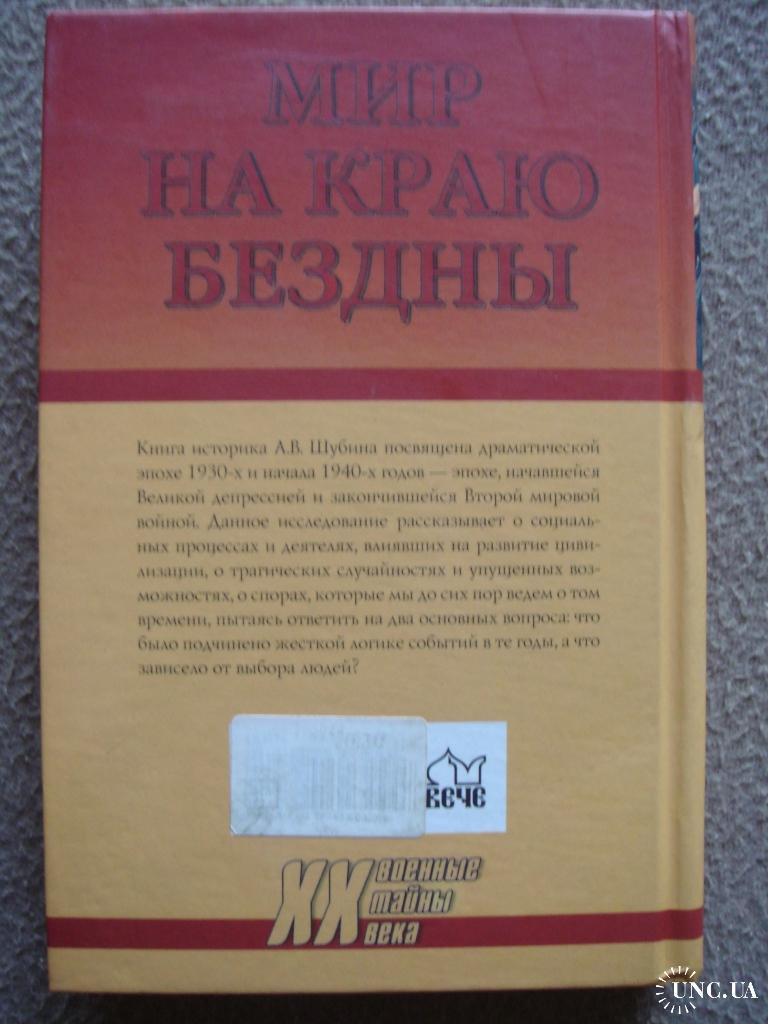 МИР
НА КРАЮ
БЕЗДНЫ
Книга историка А.В. Шубина посвящена драматической
эпохе 1930-х и начала 1940-х годов — эпохе, начавшейся
Великой депрессией и закончившейся Второй мировой
войной. Данное исследование рассказывает о социаль-
ных процессах и деятелях, влиявших на развитие циви-
лизации, о трагических случайностях и упущенных воз-
можностях, о спорах, которые мы до сих пор ведем о том
времени, пытаясь ответить на два основных вопроса: что
было подчинено жесткой логике событий в те годы, а что
зависело от выбора людей?
ВЕЧЕ
XX военные
тайны
века
UNC.UA